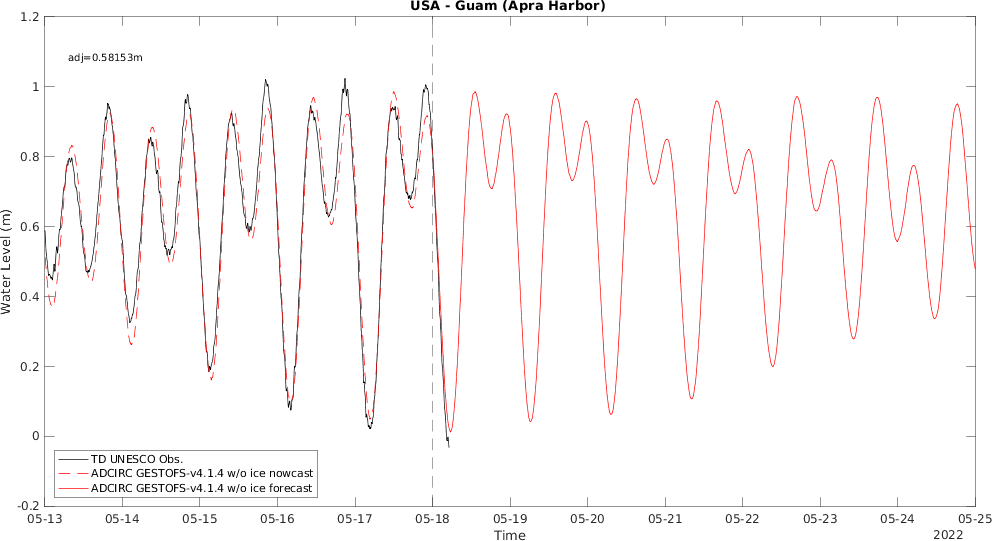 USA - Guam (Apra Harbor)
1.2
adj=0.58153m
1
0.8
0.6
0.4
0.2
0
-0.2
Water Level (m)
TD UNESCO Obs.
ADCIRC GESTOFS-v4.1.4 w/o ice nowcast
ADCIRC GESTOFS-v4.1.4 w/o ice forecast
05-13 05-14 05-15 05-16 05-17 05-18 05-19 05-20 05-21 05-22 05-23 05-24 05-25
Time
2022